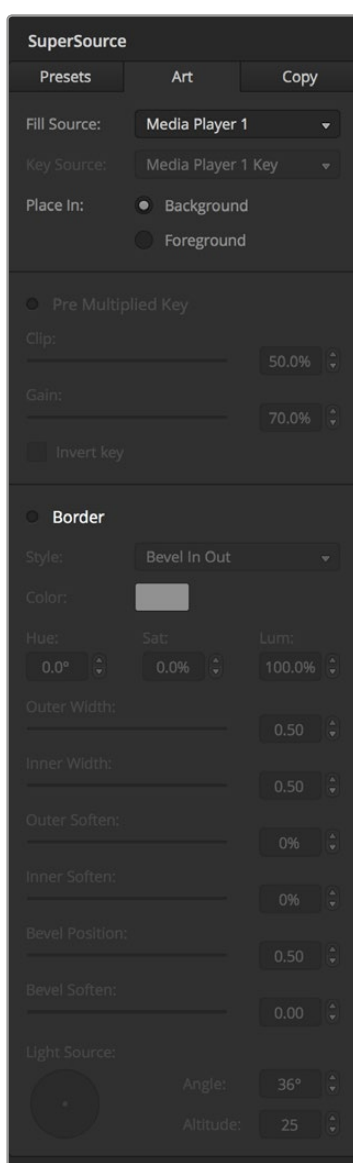 SuperSource
Presets Art Copy
Fill Source: Media Player 1
Key Source: Media Player 1 Key
Place In: Background
Foreground
Pre Multiplied Key
Clip:
50.0%
Gain:
70.0%
Invert key
Border
Style: Bevel In Out
Color:
Hue: Sat: Lum:
0.0° 0.0% 100.0%
Outer Width:
0.50
Inner Width:
0.50
Outer Soften:
0%
Inner Soften:
0%
Bevel Position:
0.50
Bevel Soften:
0.00
Light Source:
Angle: 36°
Altitude: 25